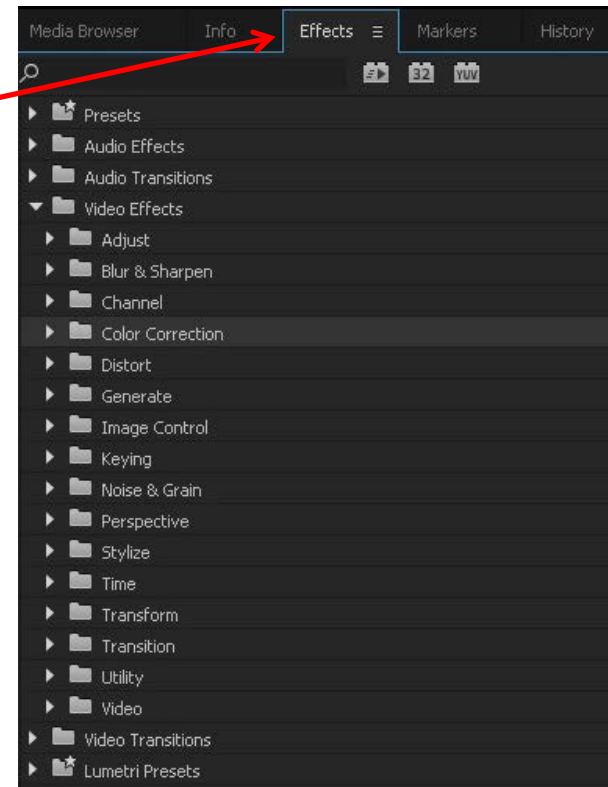 Media Browser Info Effects Markers History
32 YUV
Presets
Audio Effects
Audio Transitions
Video Effects
Adjust
Blur & Sharpen
Channel
Color Correction
Distort
Generate
Image Control
Keying
Noise & Grain
Perspective
Stylize
Time
Transform
Transition
Utility
Video
Video Transitions
Lumetri Presets